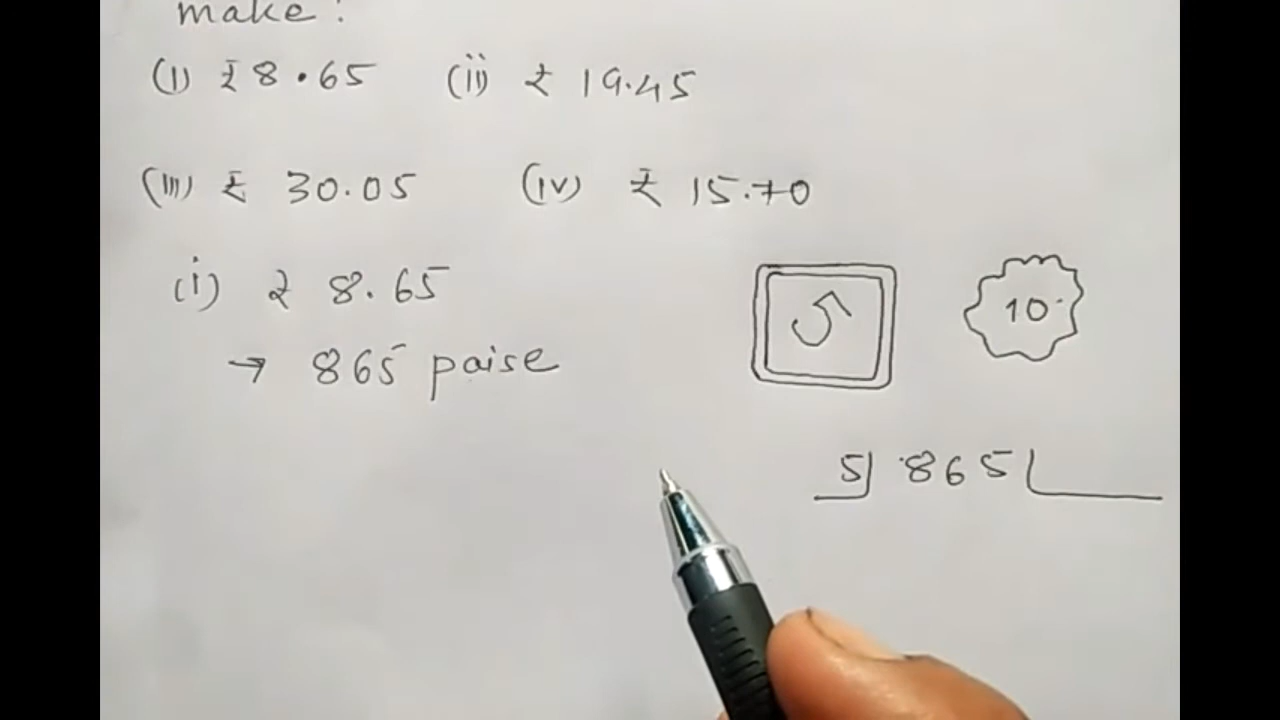 make:
(i) ₹8.65 (ii) ₹ 19.45
(iii) ₹ 30.05 (iv) ₹ 15.70
(i) ₹ 8.65
→ 865 paise
5 10
5 865